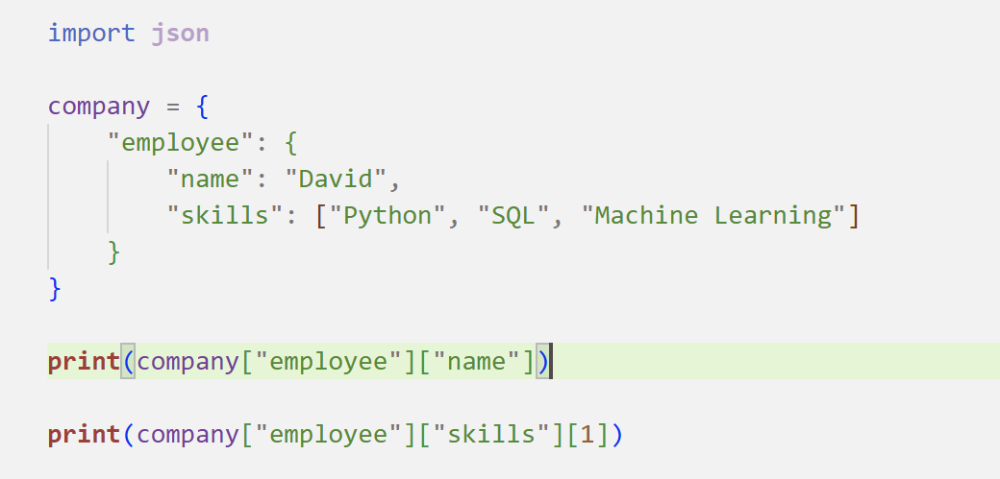 import json
company = {
    "employee": {
        "name": "David",
        "skills": ["Python", "SQL", "Machine Learning"]
    }
}
print(company["employee"]["name"])
print(company["employee"]["skills"][1])